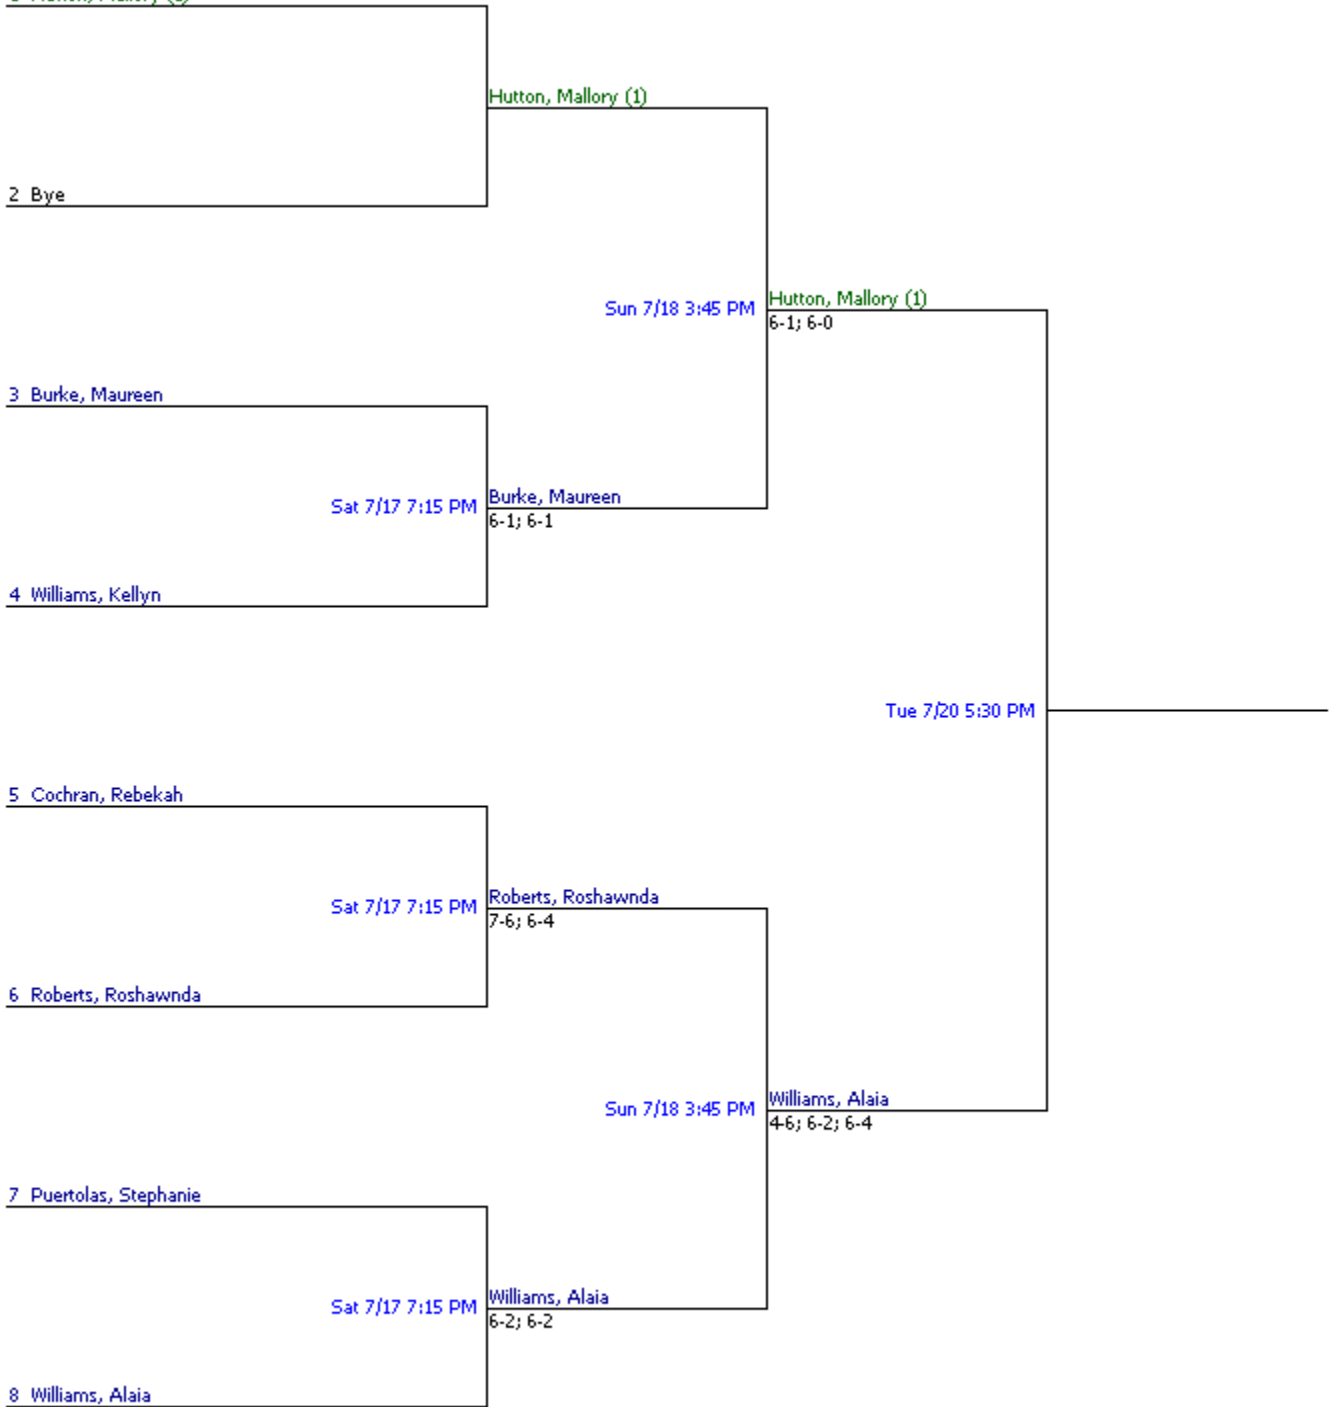 Hutton, Mallory (1)
2 Bye
Sun 7/18 3:45 PM
Hutton, Mallory (1)
6-1; 6-0
3 Burke, Maureen
Sat 7/17 7:15 PM
Burke, Maureen
6-1; 6-1
4 Williams, Kellyn
Tue 7/20 5:30 PM
5 Cochran, Rebekah
Sat 7/17 7:15 PM
Roberts, Roshawnda
7-6; 6-4
6 Roberts, Roshawnda
Sun 7/18 3:45 PM
Williams, Alaia
4-6; 6-2; 6-4
7 Puertolas, Stephanie
Sat 7/17 7:15 PM
Williams, Alaia
6-2; 6-2
8 Williams, Alaia